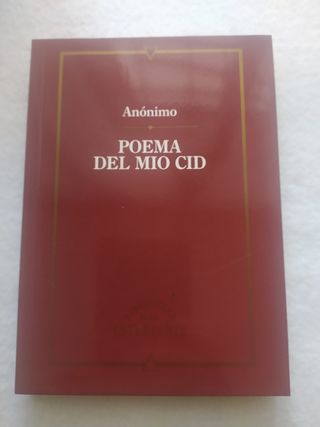 Anónimo
POEMA
DEL MIO CID